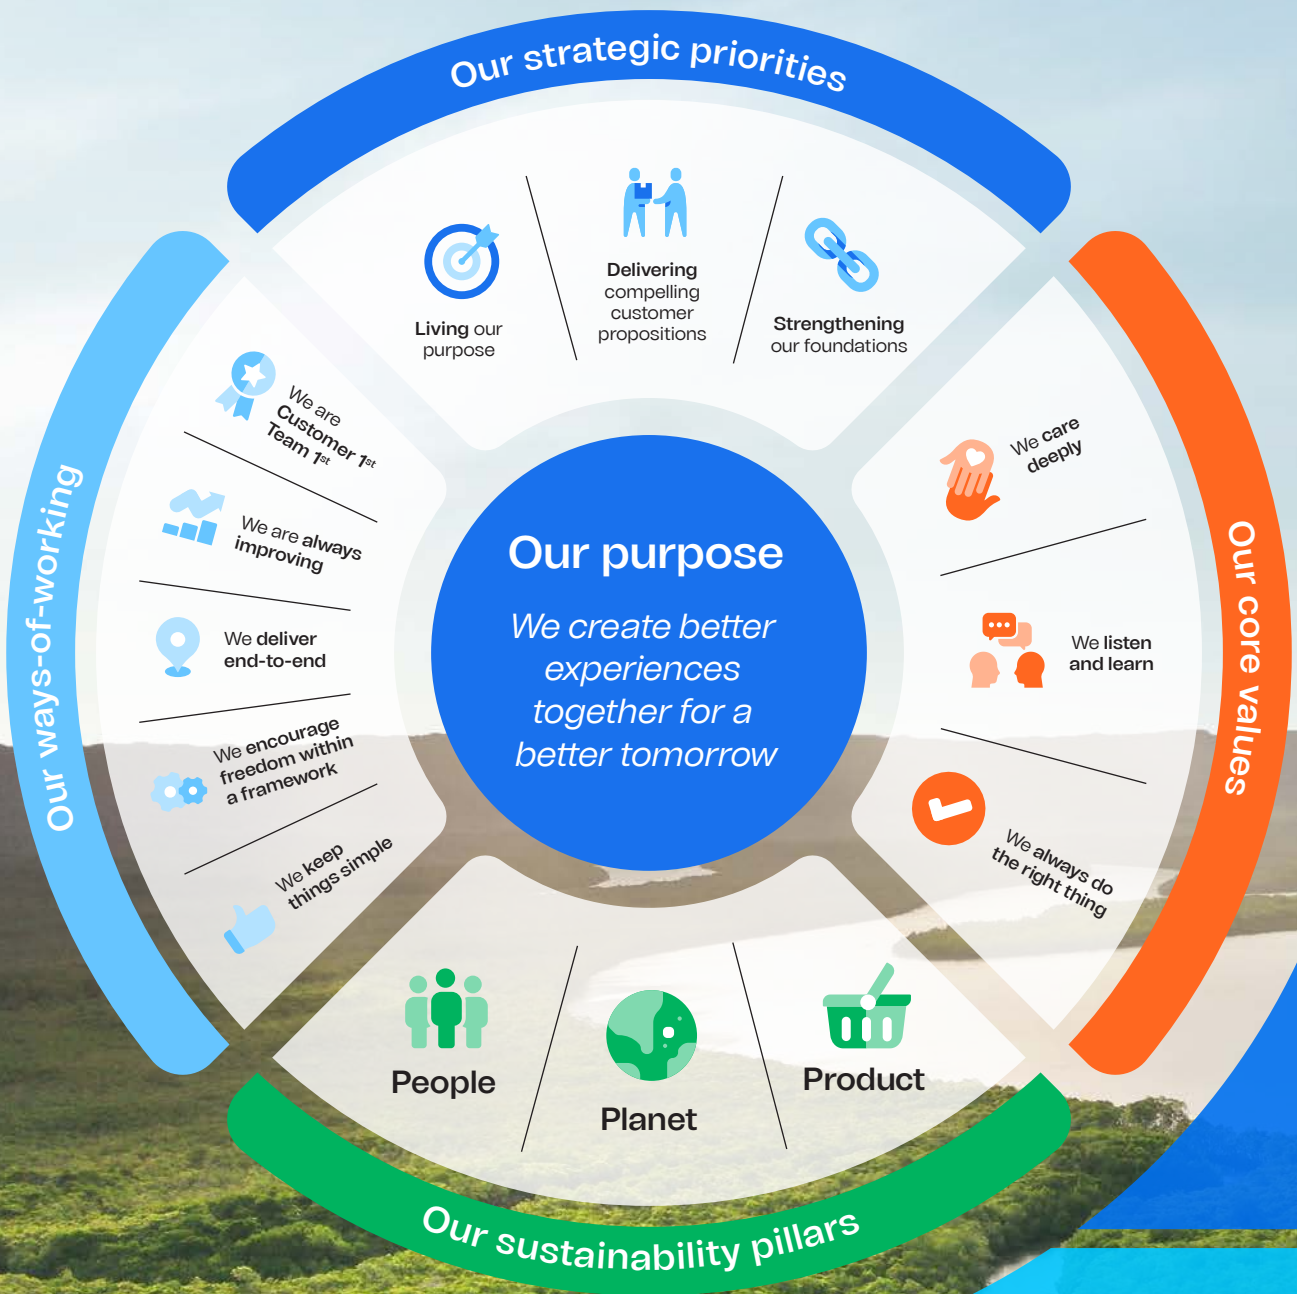 Our strategic priorities
Living our
purpose
Delivering
compelling
customer
propositions
Strengthening
our foundations
Our core values
We care
deeply
We listen
and learn
We always do
the right thing
Our sustainability pillars
People
Planet
Product
Our ways-of-working
We are
Customer 1st
Team 1st
We are always
improving
We deliver
end-to-end
We encourage
freedom within
a framework
We keep
things simple
Our purpose
We create better
experiences
together for a
better tomorrow